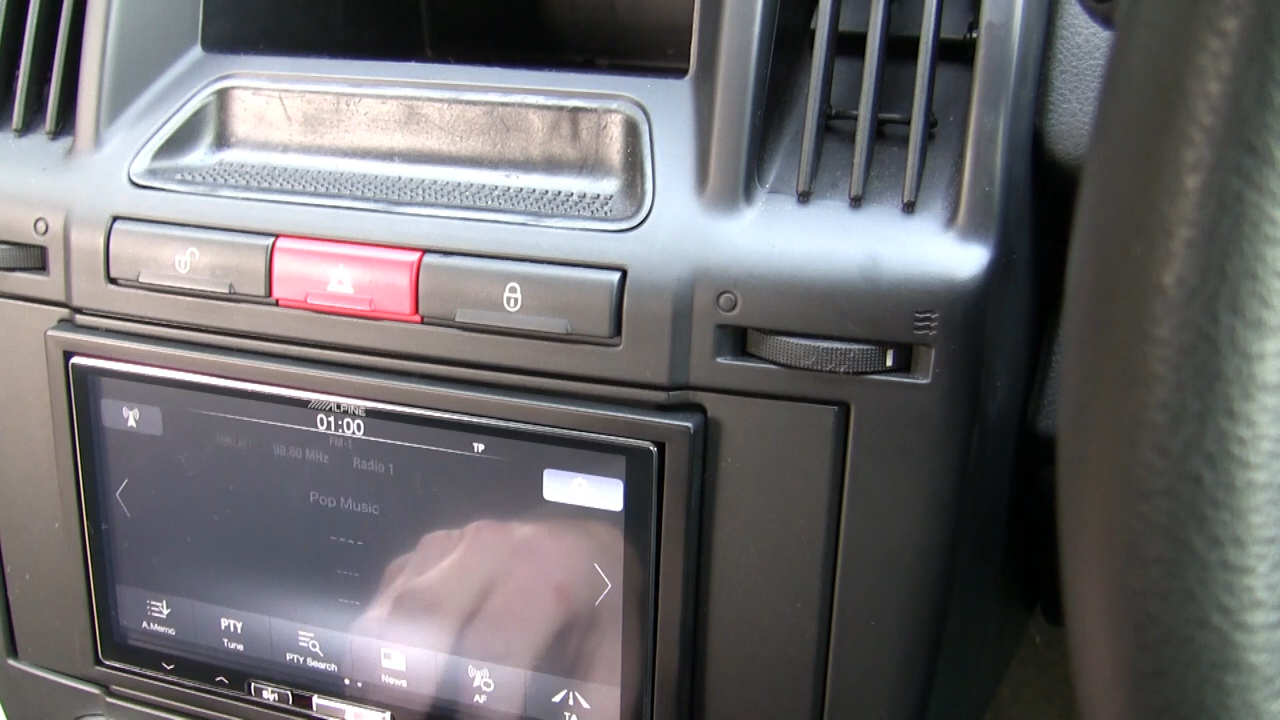 ALPINE
01:00
FM-1
TP
98.60 MHz Radio 1
Pop Music
A.Memo
PTY
Tune
PTY Search
News
AF
TA